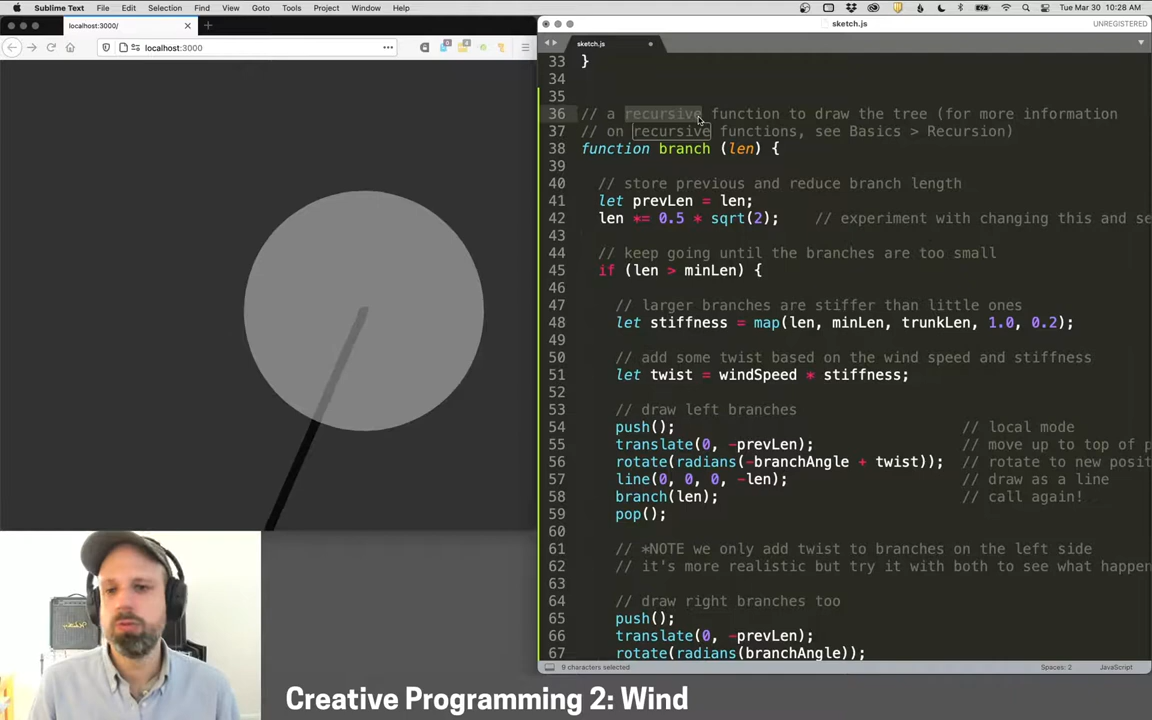 Sublime Text File Edit Selection Find View Goto Tools Project Window Help Tue Mar 30 10:28 AM
localhost:3000/
sketch.js UNREGISTERED
localhost:3000
sketch.js
33 }
34
35
36 // a recursive function to draw the tree (for more information
37 // on recursive functions, see Basics > Recursion)
38 function branch (len) {
39
40 // store previous and reduce branch length
41 let prevLen = len;
42 len *= 0.5 * sqrt(2); // experiment with changing this and se
43
44 // keep going until the branches are too small
45 if (len > minLen) {
46
47 // larger branches are stiffer than little ones
48 let stiffness = map(len, minLen, trunkLen, 1.0, 0.2);
49
50 // add some twist based on the wind speed and stiffness
51 let twist = windSpeed * stiffness;
52
53 // draw left branches
54 push(); // local mode
55 translate(0, -prevLen); // move up to top of p
56 rotate(radians(-branchAngle + twist)); // rotate to new posit
57 line(0, 0, 0, -len); // draw as a line
58 branch(len); // call again!
59 pop();
60
61 // *NOTE we only add twist to branches on the left side
62 // it's more realistic but try it with both to see what happen
63
64 // draw right branches too
65 push();
66 translate(0, -prevLen);
67 rotate(radians(branchAngle));
9 characters selected Spaces: 2 JavaScript
Creative Programming 2: Wind